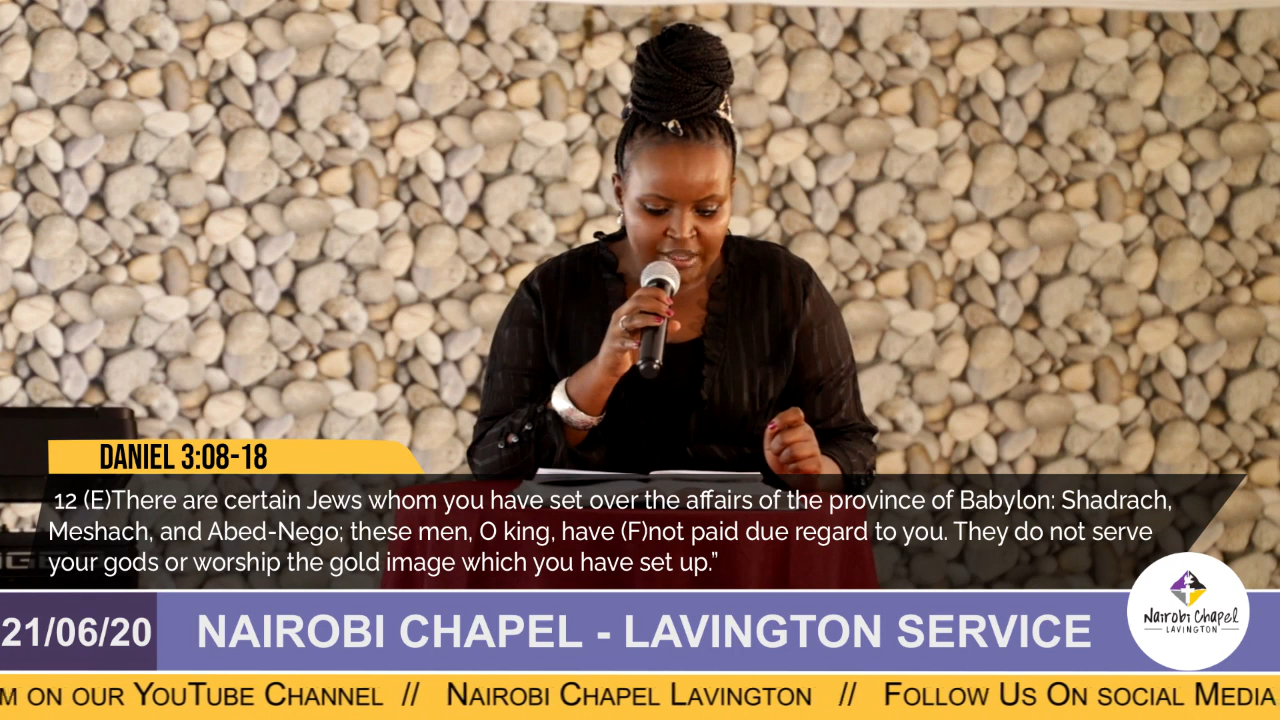 DANIEL 3:08-18
12 (E)There are certain Jews whom you have set over the affairs of the province of Babylon: Shadrach,
Meshach, and Abed-Nego; these men, O king, have (F)not paid due regard to you. They do not serve
your gods or worship the gold image which you have set up.”
21/06/20
NAIROBI CHAPEL - LAVINGTON SERVICE
Nairobi Chapel
LAVINGTON
M ON OUR YOUTUBE CHANNEL // NAIROBI CHAPEL LAVINGTON // FOLLOW US ON SOCIAL MEDIA